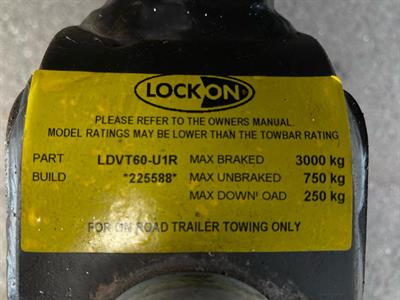 LOCKON®
PLEASE REFER TO THE OWNERS MANUAL.
MODEL RATINGS MAY BE LOWER THAN THE TOWBAR RATING
PART LDVT60-U1R MAX BRAKED 3000 kg
BUILD *225588* MAX UNBRAKED 750 kg
MAX DOWNLOAD 250 kg
FOR ON ROAD TRAILER TOWING ONLY